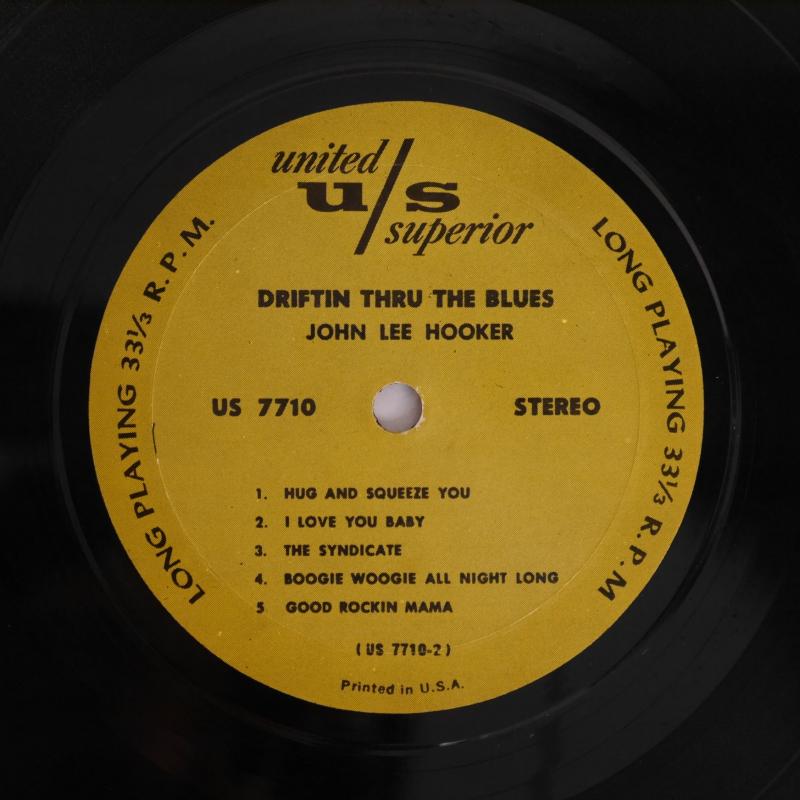 united
u/s
superior
DRIFTIN THRU THE BLUES
JOHN LEE HOOKER
US 7710
STEREO
LONG PLAYING 33⅓ R.P.M.
LONG PLAYING 33⅓ R.P.M
1. HUG AND SQUEEZE YOU
2. I LOVE YOU BABY
3. THE SYNDICATE
4. BOOGIE WOOGIE ALL NIGHT LONG
5 GOOD ROCKIN MAMA
(US 7710-2)
Printed in U.S.A.